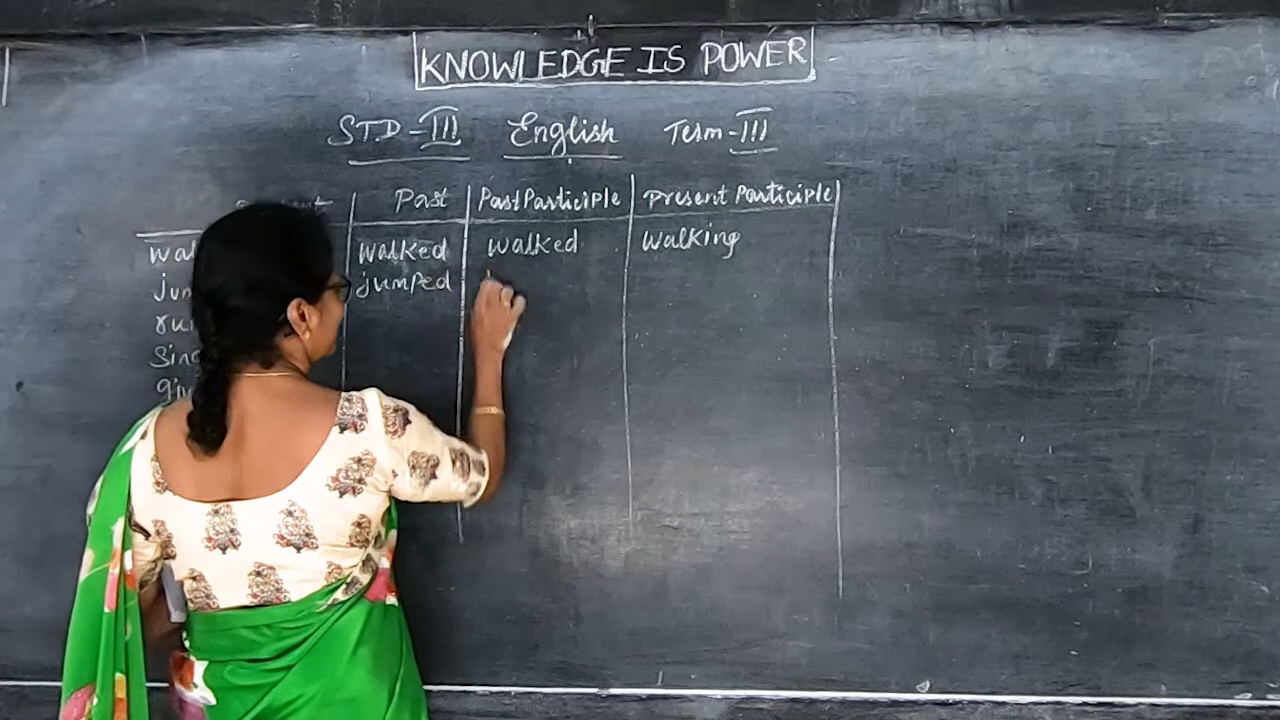 KNOWLEDGE IS POWER
STD-III English Term-III
Past Past Participle Present Participle
walked walked walking
jumped